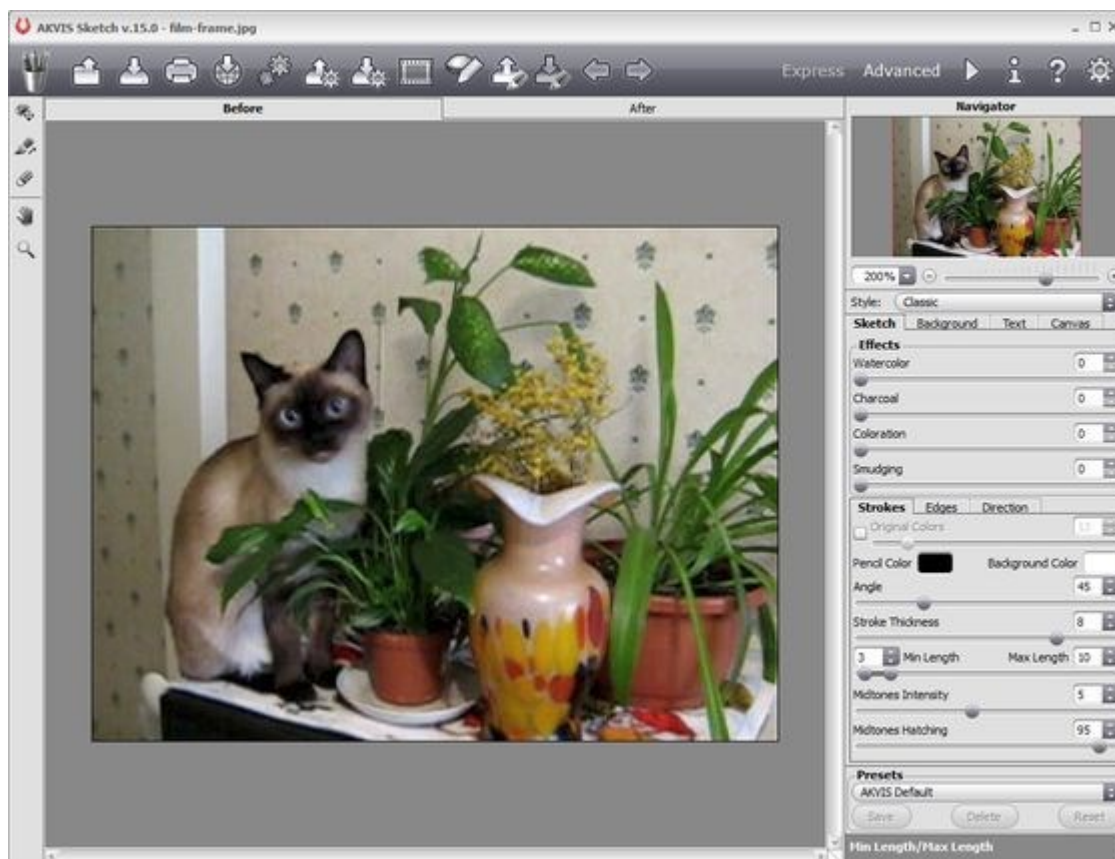 AKVIS Sketch v.15.0 - film-frame.jpg
Express Advanced
Before After
Navigator
200%
Style: Classic
Sketch Background Text Canvas
Effects
Watercolor 0
Charcoal 0
Coloration 0
Smudging 0
Strokes Edges Direction
Original Colors
Pencil Color Background Color
Angle 45
Stroke Thickness 8
3 Min Length Max Length 10
Midtones Intensity 5
Midtones Hatching 95
Presets
AKVIS Default
Save Delete Reset
Min Length/Max Length